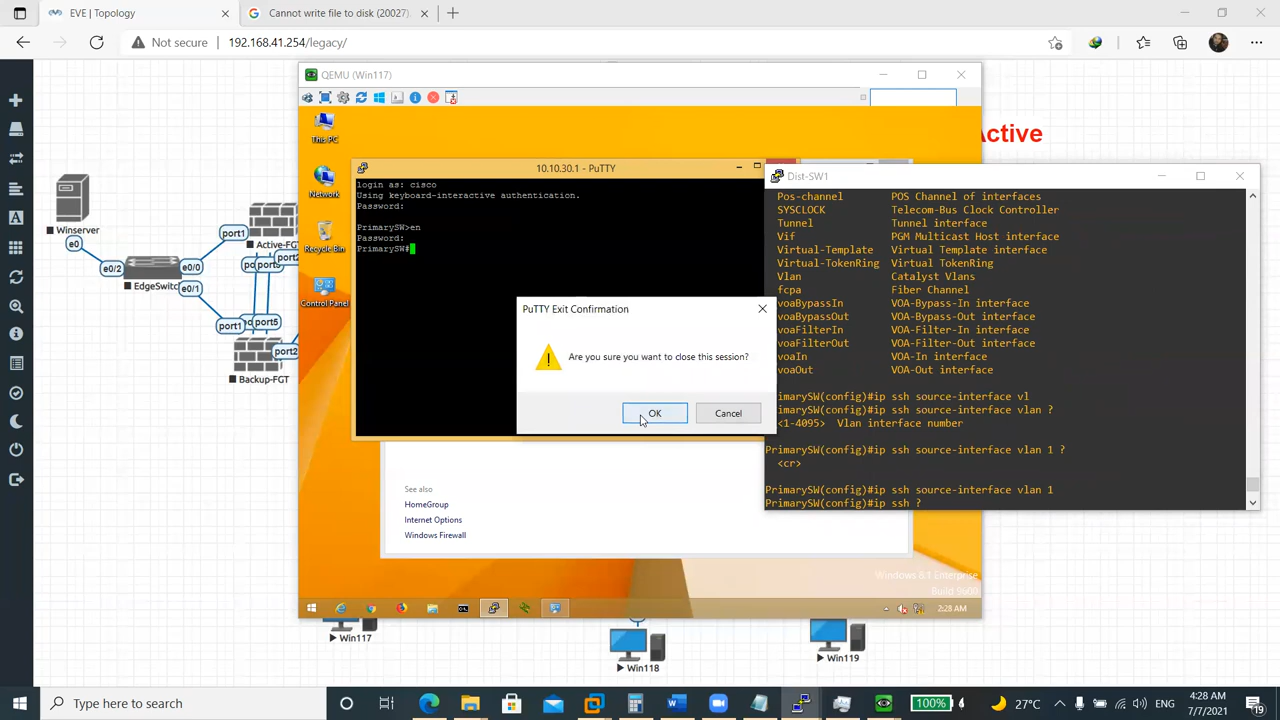 EVE | Topology
Cannot write file to disk (20027).
Not secure
192.168.41.254/legacy/
QEMU (Win117)
Active
This PC
Network
Recycle Bin
Control Panel
10.10.30.1 - PuTTY
login as: cisco
Using keyboard-interactive authentication.
Password:
PrimarySW>en
Password:
PrimarySW#
PuTTY Exit Confirmation
Are you sure you want to close this session?
OK
Cancel
See also
HomeGroup
Internet Options
Windows Firewall
Windows 8.1 Enterprise
Build 9600
2:28 AM
Dist-SW1
Pos-channel POS Channel of interfaces
SYSCLOCK Telecom-Bus Clock Controller
Tunnel Tunnel interface
Vif PGM Multicast Host interface
Virtual-Template Virtual Template interface
Virtual-TokenRing Virtual TokenRing
Vlan Catalyst Vlans
fcpa Fiber Channel
voaBypassIn VOA-Bypass-In interface
voaBypassOut VOA-Bypass-Out interface
voaFilterIn VOA-Filter-In interface
voaFilterOut VOA-Filter-Out interface
voaIn VOA-In interface
voaOut VOA-Out interface
rimarySW(config)#ip ssh source-interface vl
rimarySW(config)#ip ssh source-interface vlan ?
<1-4095> Vlan interface number
PrimarySW(config)#ip ssh source-interface vlan 1 ?
<cr>
PrimarySW(config)#ip ssh source-interface vlan 1
PrimarySW(config)#ip ssh ?
Winserver
e0
e0/2
EdgeSwitc
e0/0
e0/1
port1
Active-FG
port1
port5
port2
Backup-FGT
Win117
Win118
Win119
Type here to search
W
100%
27°C
ENG
4:28 AM
7/7/2021